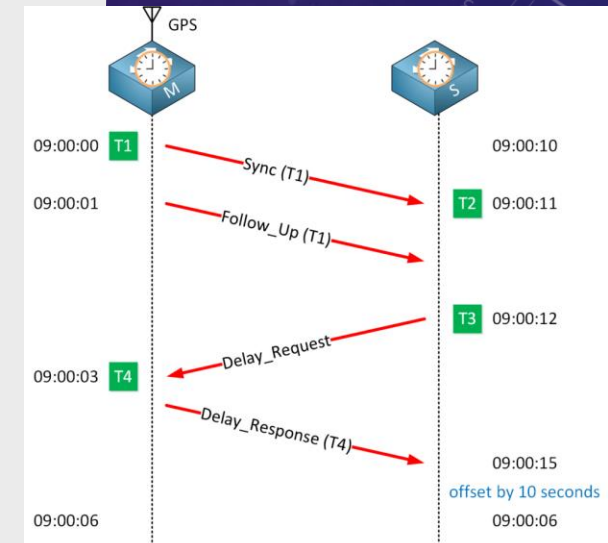 GPS
M
S
09:00:00 T1
09:00:10
Sync (T1)
09:00:01
T2 09:00:11
Follow_Up (T1)
T3 09:00:12
Delay_Request
09:00:03 T4
Delay_Response (T4)
09:00:15
offset by 10 seconds
09:00:06
09:00:06